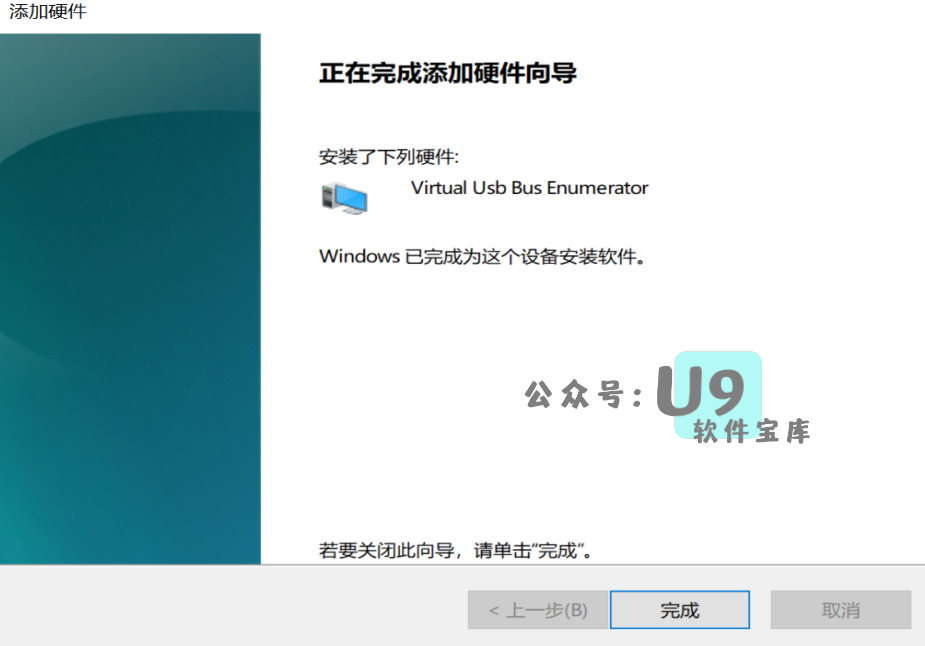 添加硬件
正在完成添加硬件向导
安装了下列硬件:
Virtual Usb Bus Enumerator
Windows 已完成为这个设备安装软件。
公众号:U9
软件宝库
若要关闭此向导，请单击“完成”。
< 上一步(B) 完成 取消